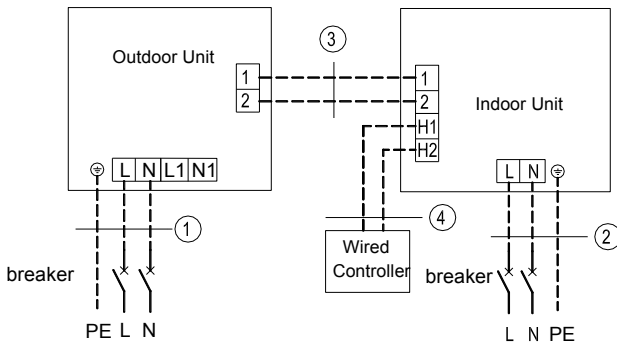 ③
Outdoor Unit
1
2
1
2
H1
H2
Indoor Unit
L N L1 N1
L N
①
④
②
Wired
Controller
breaker
breaker
PE L N
L N PE